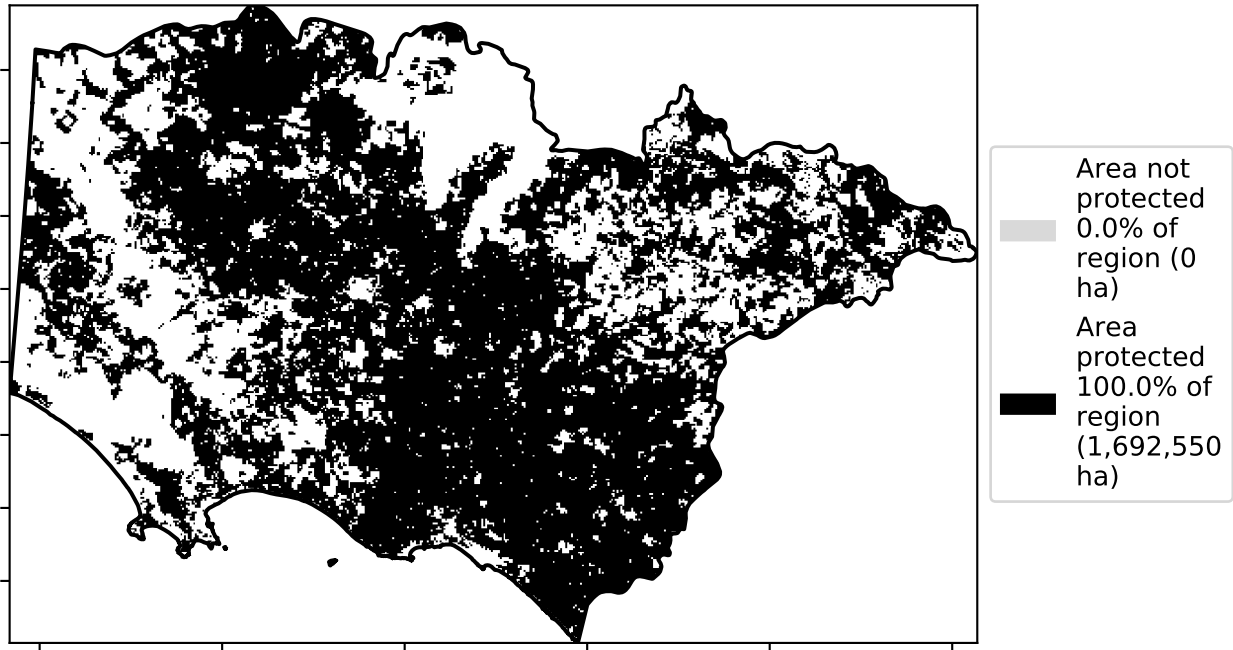 Area not
protected
0.0% of
region (0
ha)
Area
protected
100.0% of
region
(1,692,550
ha)